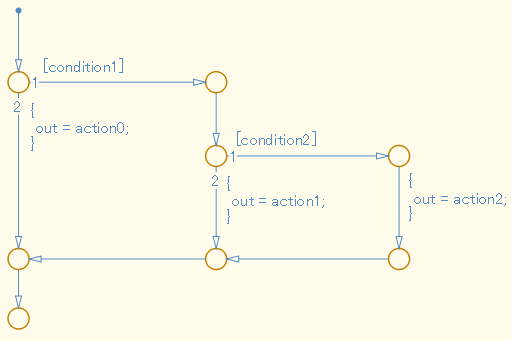 [condition1]
1
2
{
out = action0;
}
[condition2]
1
2
{
out = action1;
}
{
out = action2;
}